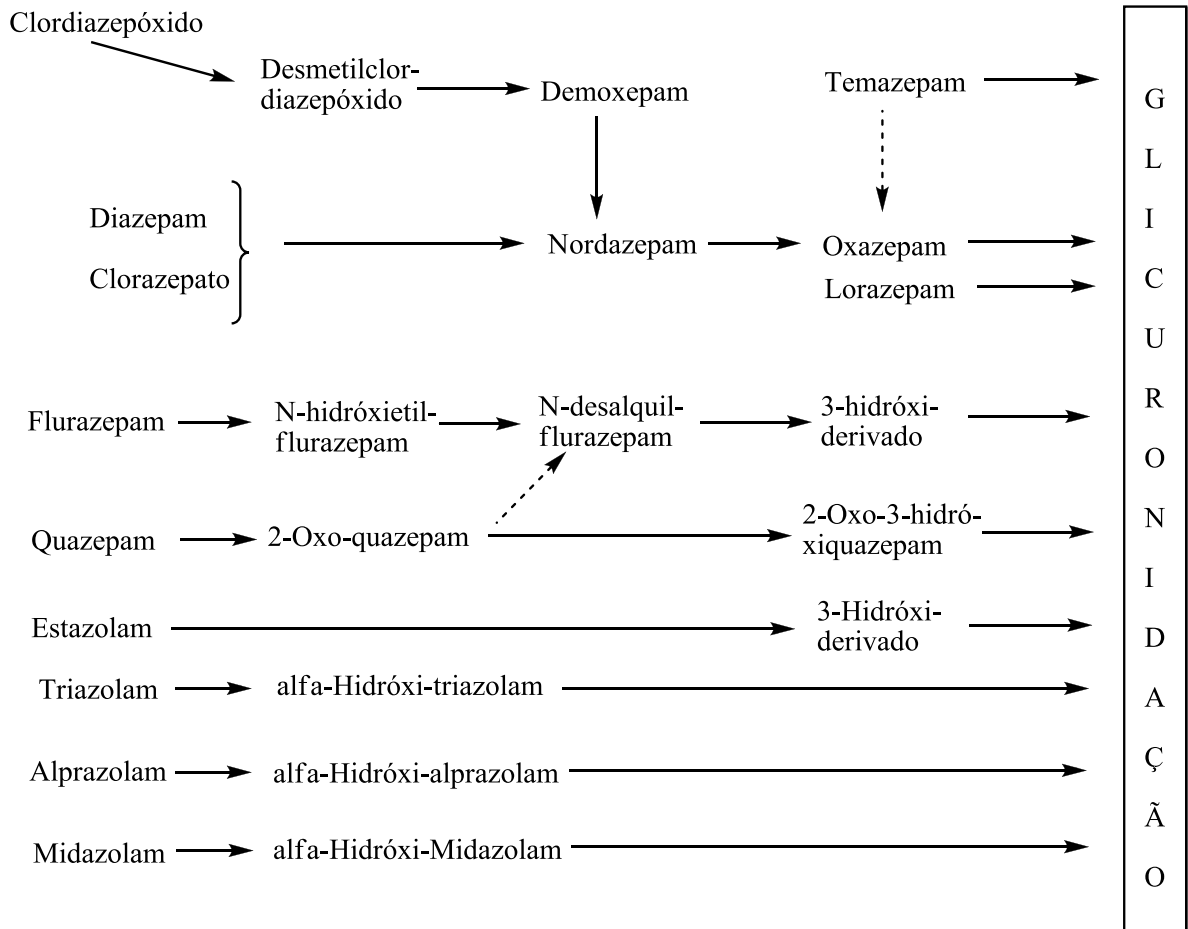 Clordiazepóxido
Desmetilclor-
diazepóxido
Demoxepam
Temazepam
Diazepam
Clorazepato
Nordazepam
Oxazepam
Lorazepam
Flurazepam
N-hidróxietil-
flurazepam
N-desalquil-
flurazepam
3-hidróxi-
derivado
Quazepam
2-Oxo-quazepam
2-Oxo-3-hidró-
xiquazepam
Estazolam
3-Hidróxi-
derivado
Triazolam
alfa-Hidróxi-triazolam
Alprazolam
alfa-Hidróxi-alprazolam
Midazolam
alfa-Hidróxi-Midazolam
G
L
I
C
U
R
O
N
I
D
A
Ç
Ã
O